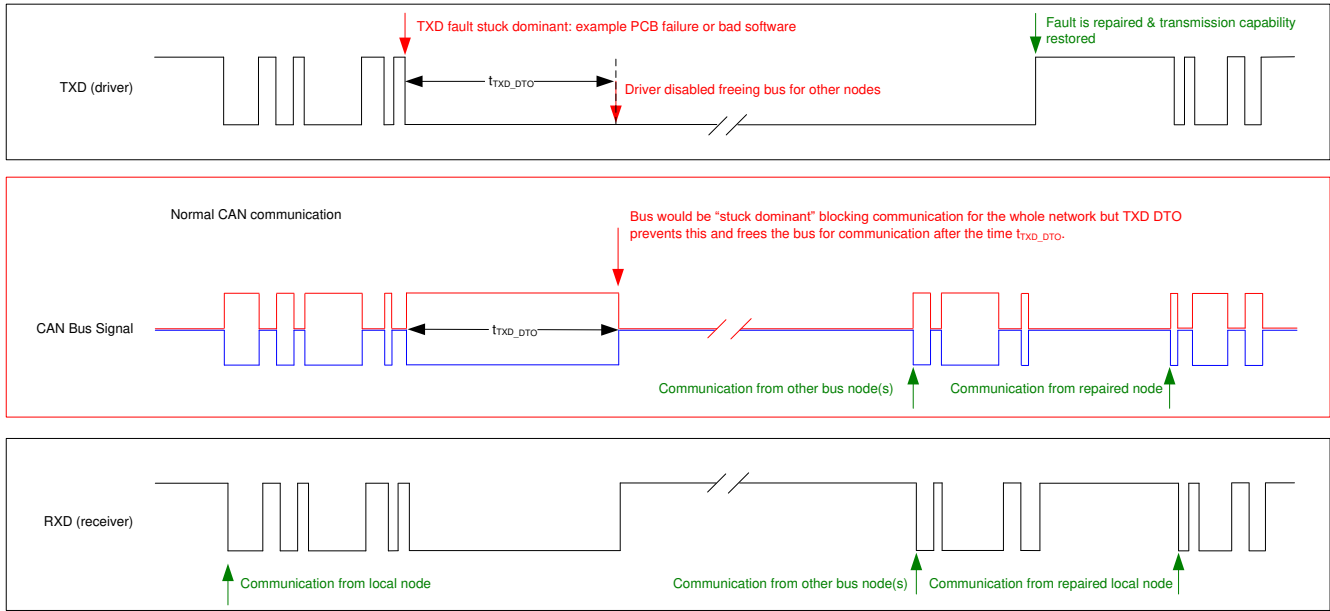 TXD fault stuck dominant: example PCB failure or bad software
Fault is repaired & transmission capability
restored
TXD (driver)
tTXD_DTO
Driver disabled freeing bus for other nodes
Normal CAN communication
Bus would be “stuck dominant” blocking communication for the whole network but TXD DTO
prevents this and frees the bus for communication after the time tTXD_DTO.
CAN Bus Signal
tTXD_DTO
Communication from other bus node(s)
Communication from repaired node
RXD (receiver)
Communication from local node
Communication from other bus node(s)
Communication from repaired local node